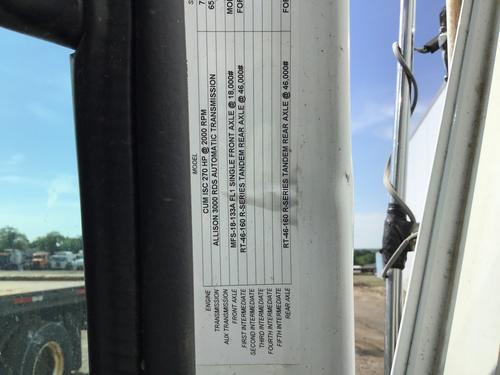 MODEL
ENGINE CUM ISC 270 HP @ 2000 RPM
TRANSMISSION ALLISON 3000 RDS AUTOMATIC TRANSMISSION
AUX TRANSMISSION
FRONT AXLE MFS-18-133A FL1 SINGLE FRONT AXLE @ 18,000#
FIRST INTERMEDIATE RT-46-160 R-SERIES TANDEM REAR AXLE @ 46,000#
SECOND INTERMEDIATE
THIRD INTERMEDIATE
FOURTH INTERMEDIATE
FIFTH INTERMEDIATE
REAR AXLE RT-46-160 R-SERIES TANDEM REAR AXLE @ 46,000#